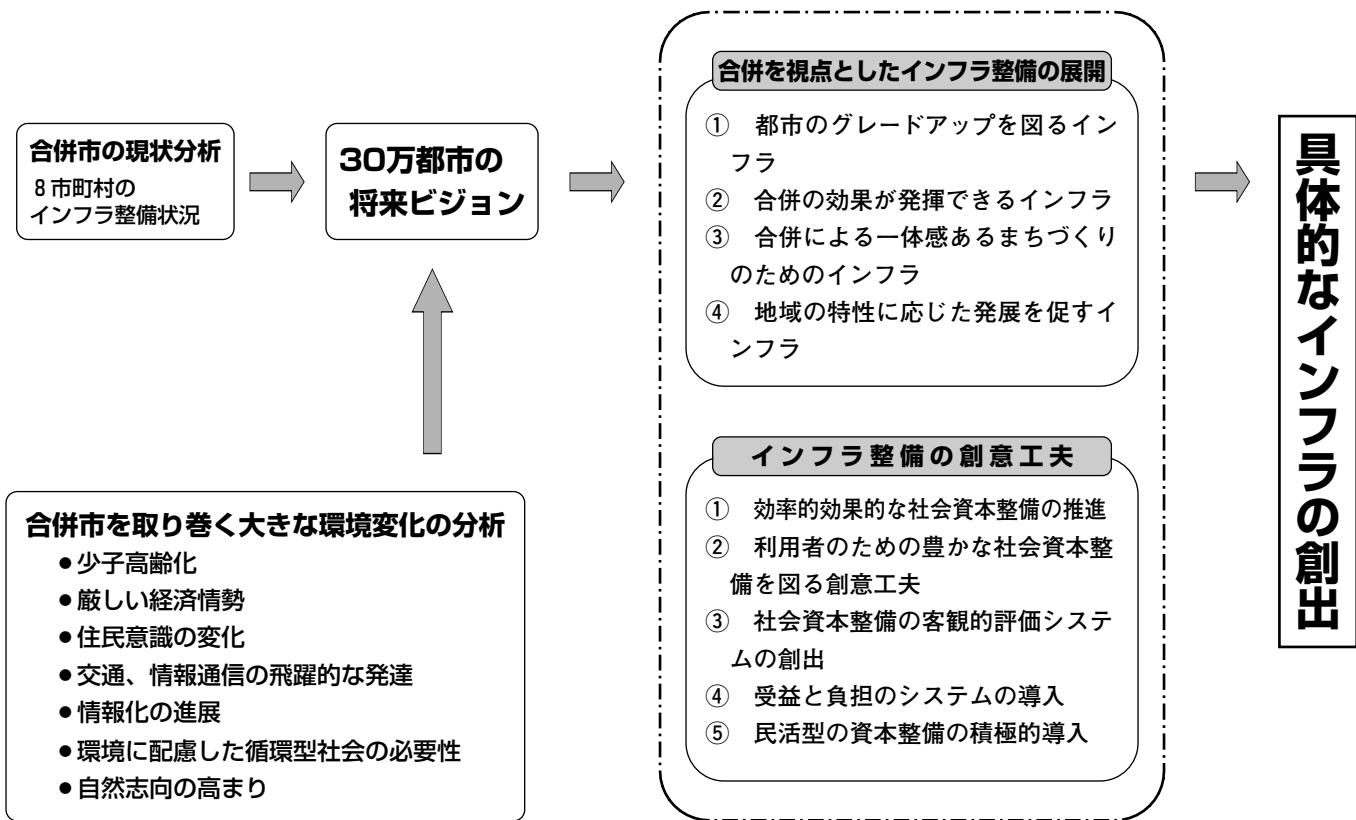 合併市の現状分析
8市町村の
インフラ整備状況
30万都市の
将来ビジョン
合併市を取り巻く大きな環境変化の分析
●少子高齢化
●厳しい経済情勢
●住民意識の変化
●交通、情報通信の飛躍的な発達
●情報化の進展
●環境に配慮した循環型社会の必要性
●自然志向の高まり
合併を視点としたインフラ整備の展開
① 都市のグレードアップを図るイン
フラ
② 合併の効果が発揮できるインフラ
③ 合併による一体感あるまちづくり
のためのインフラ
④ 地域の特性に応じた発展を促すイ
ンフラ
インフラ整備の創意工夫
① 効率的効果的な社会資本整備の推進
② 利用者のための豊かな社会資本整
備を図る創意工夫
③ 社会資本整備の客観的評価システ
ムの創出
④ 受益と負担のシステムの導入
⑤ 民活型の資本整備の積極的導入
具体的なインフラの創出